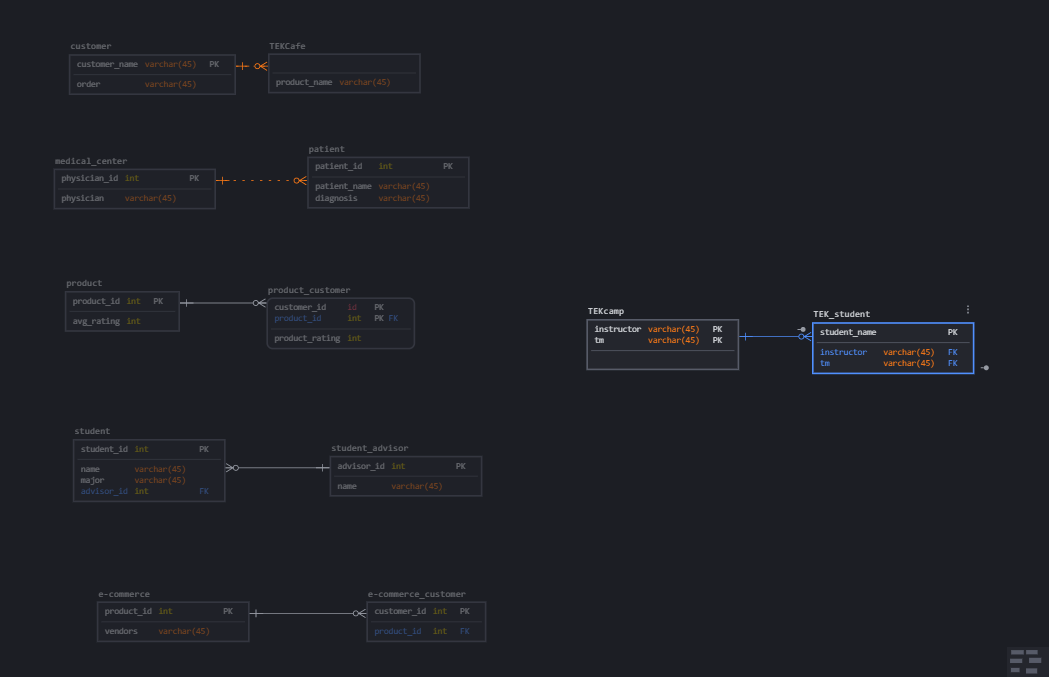 customer
customer_name varchar(45) PK
order varchar(45)
TEKCafe
product_name varchar(45)
medical_center
physician_id int PK
physician varchar(45)
patient
patient_id int PK
patient_name varchar(45)
diagnosis varchar(45)
product
product_id int PK
avg_rating int
product_customer
customer_id id PK
product_id int PK FK
product_rating int
TEKcamp
instructor varchar(45) PK
tm varchar(45) PK
TEK_student
student_name PK
instructor varchar(45) FK
tm varchar(45) FK
student
student_id int PK
name varchar(45)
major varchar(45)
advisor_id int FK
student_advisor
advisor_id int PK
name varchar(45)
e-commerce
product_id int PK
vendors varchar(45)
e-commerce_customer
customer_id int PK
product_id int FK